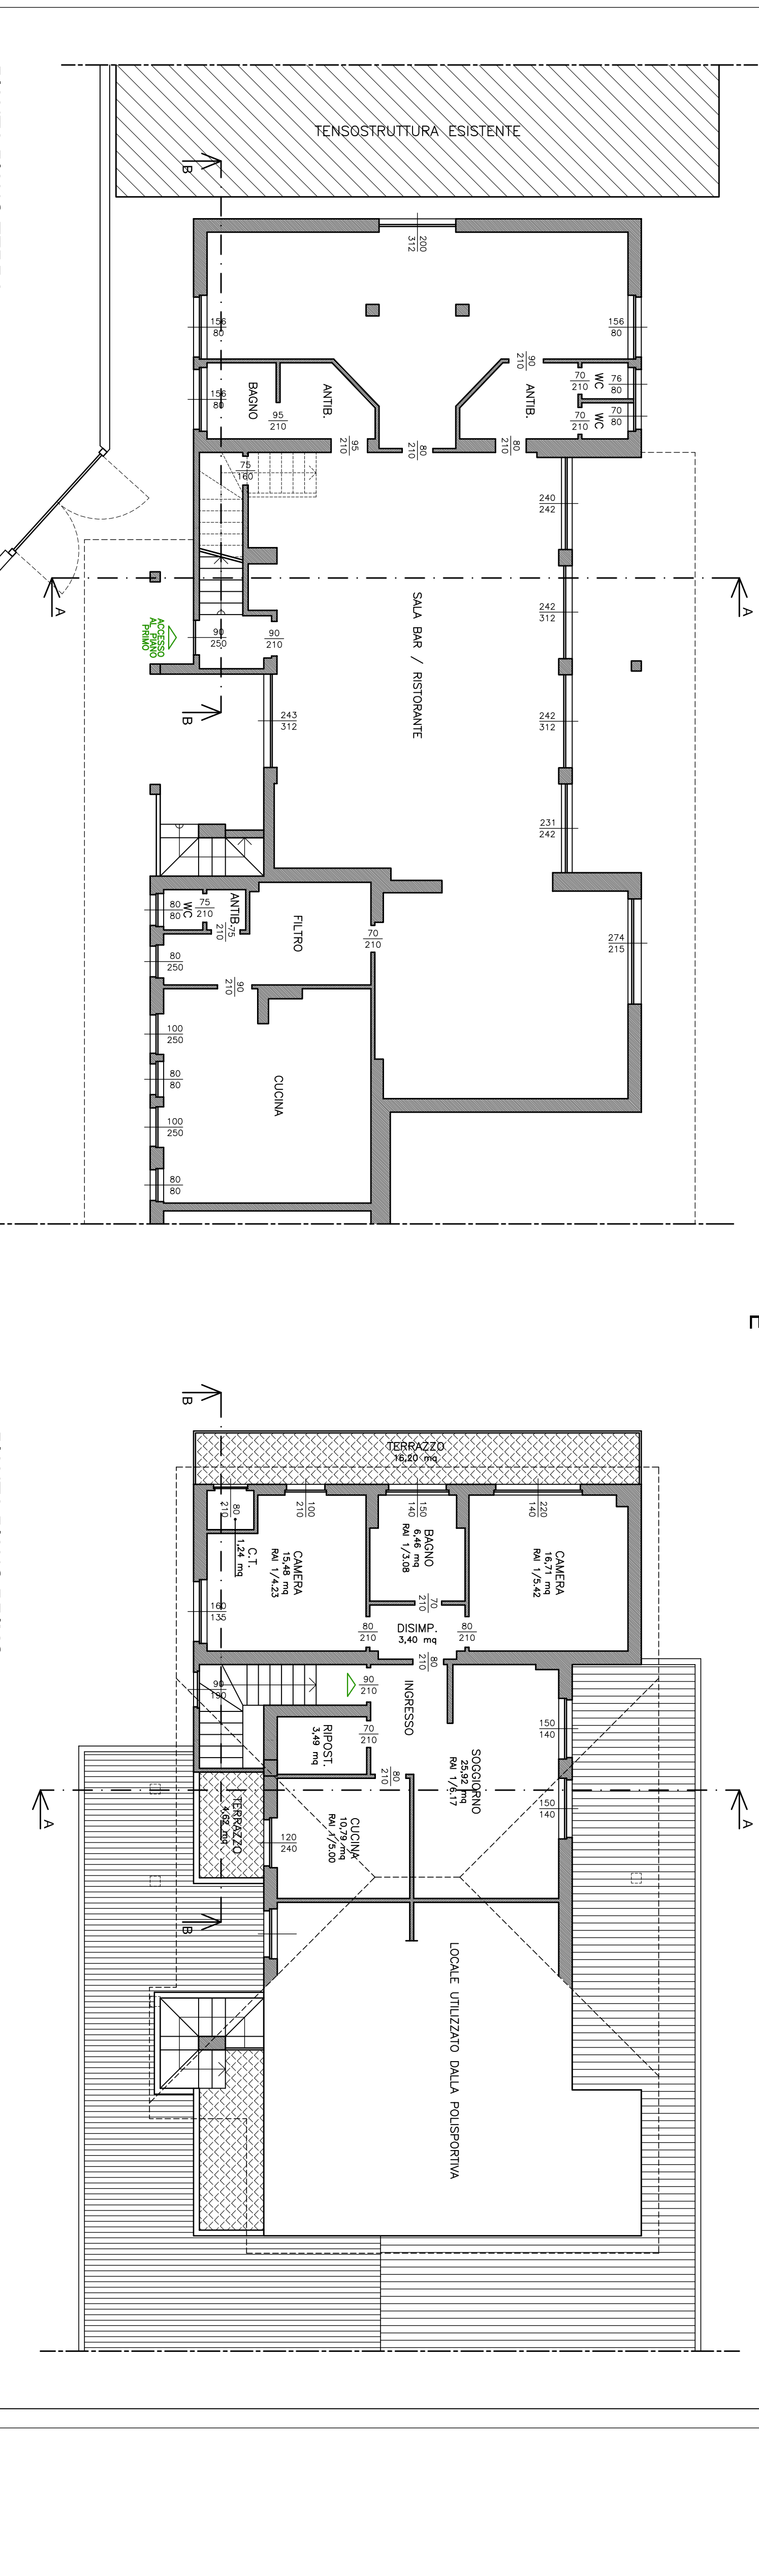 TENSOSTRUTTURA ESISTENTE
B
200
312
156
80
156
80
90
210
156
80
BAGNO
95
210
ANTIB.
ANTIB.
70
210
WC
76
80
70
210
WC
70
80
95
210
80
210
80
210
75
160
240
242
A
A
242
312
ACCESSO
AL PIANO
PRIMO
90
250
90
210
SALA BAR / RISTORANTE
B
243
312
242
312
231
242
80
80
WC
75
210
ANTIB.
75
210
FILTRO
70
210
274
215
80
250
90
210
100
250
80
80
CUCINA
100
250
80
80
B
TERRAZZO
16,20 mq
80
210
100
210
150
140
220
140
C.T.
1,24 mq
CAMERA
15,48 mq
RAI 1/4.23
BAGNO
6,46 mq
RAI 1/3.08
CAMERA
16,71 mq
RAI 1/5.42
160
135
70
210
80
210
DISIMP.
3,40 mq
80
210
80
210
90
190
90
210
INGRESSO
150
140
RIPOST.
3,49 mq
70
210
80
210
SOGGIORNO
25,92 mq
RAI 1/6.17
A
A
150
140
TERRAZZO
4,62 mq
120
240
CUCINA
10,79 mq
RAI 1/5.00
B
LOCALE UTILIZZATO DALLA POLISPORTIVA